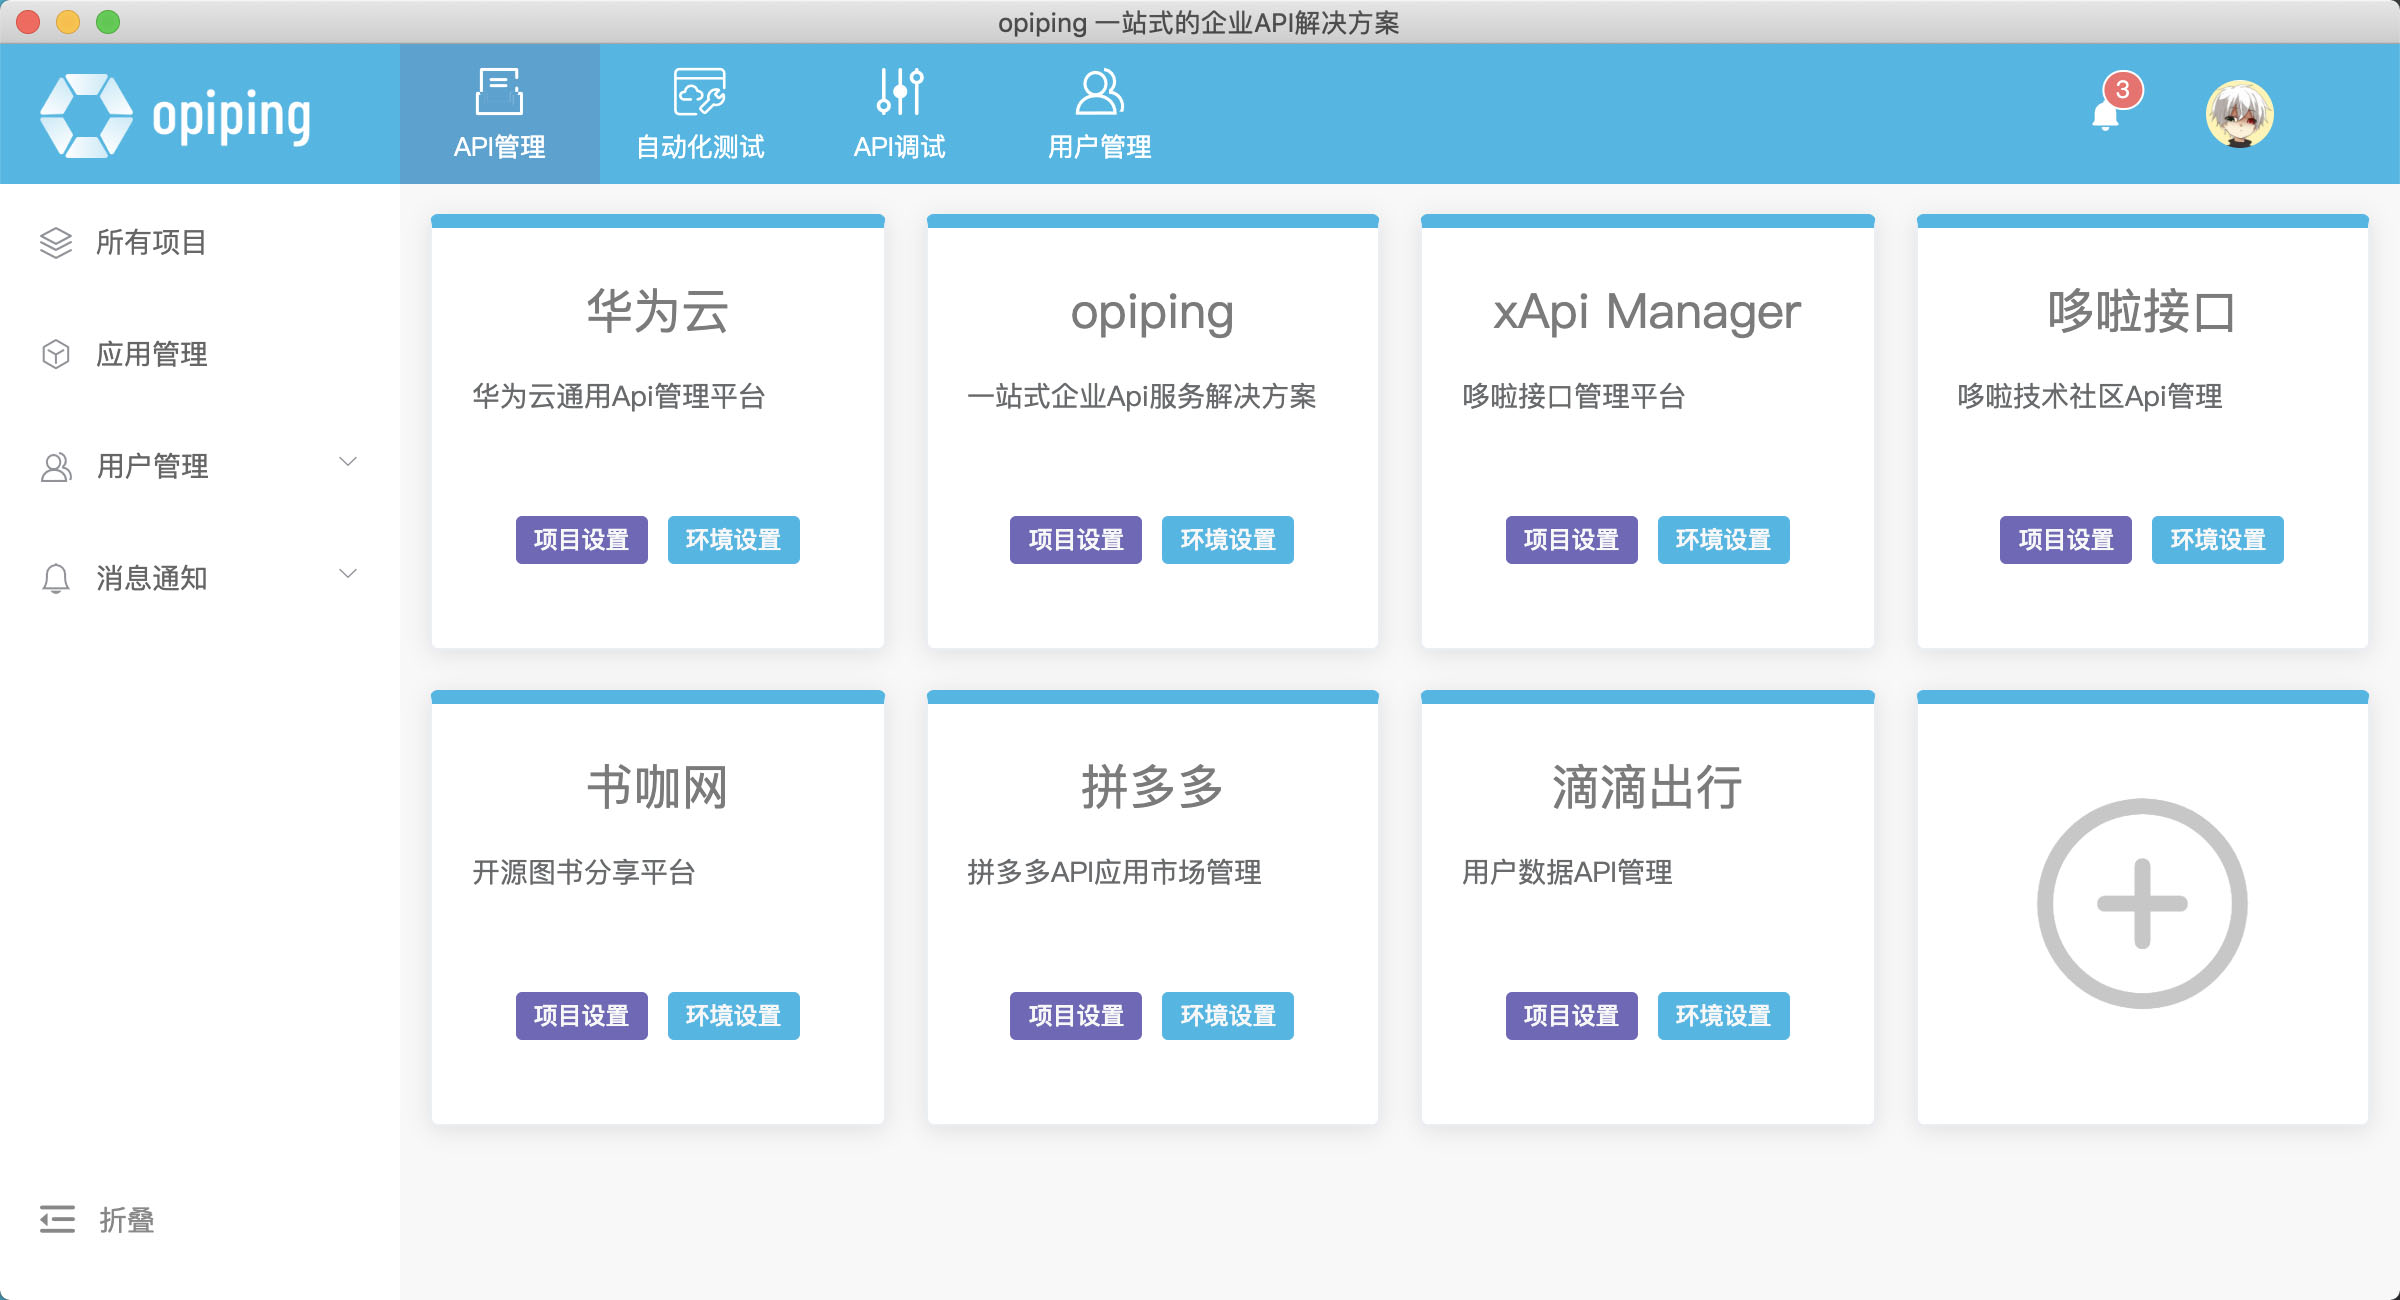 opiping 一站式的企业API解决方案
opiping
API管理
自动化测试
API调试
用户管理
3
所有项目
应用管理
用户管理
消息通知
折叠
华为云
华为云通用Api管理平台
项目设置 环境设置
opiping
一站式企业Api服务解决方案
项目设置 环境设置
xApi Manager
哆啦接口管理平台
项目设置 环境设置
哆啦接口
哆啦技术社区Api管理
项目设置 环境设置
书咖网
开源图书分享平台
项目设置 环境设置
拼多多
拼多多API应用市场管理
项目设置 环境设置
滴滴出行
用户数据API管理
项目设置 环境设置